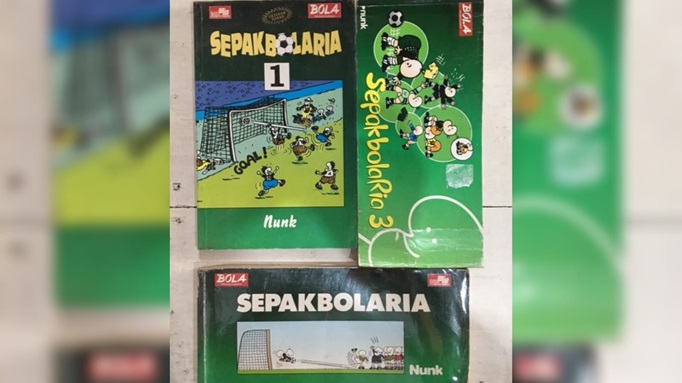 BOLA
SEPAKBOLARIA
1
GOAL!
Nunk
BOLA
nunk
SepakbolaRia 3
BOLA
SEPAKBOLARIA
Nunk